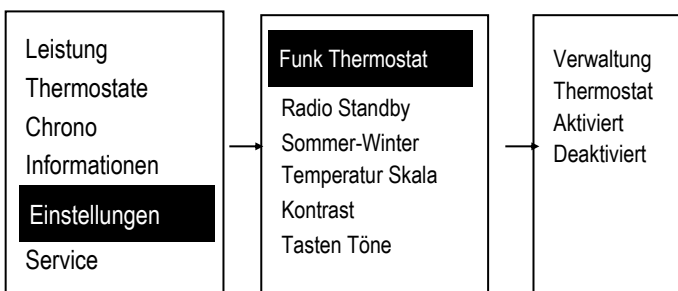 Leistung
Thermostate
Chrono
Informationen
Einstellungen
Service
Funk Thermostat
Radio Standby
Sommer-Winter
Temperatur Skala
Kontrast
Tasten Töne
Verwaltung
Thermostat
Aktiviert
Deaktiviert